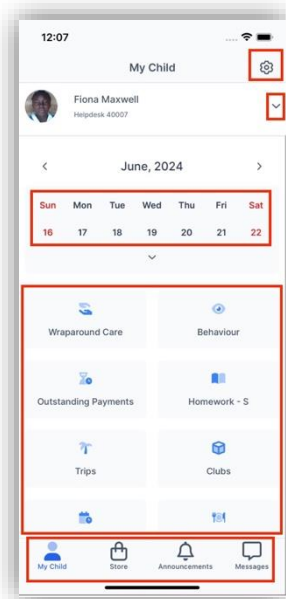 12:07
My Child
Fiona Maxwell
Helpdesk 40007
June, 2024
Sun Mon Tue Wed Thu Fri Sat
16 17 18 19 20 21 22
Wraparound Care Behaviour
Outstanding Payments Homework - S
Trips Clubs
My Child Store Announcements Messages